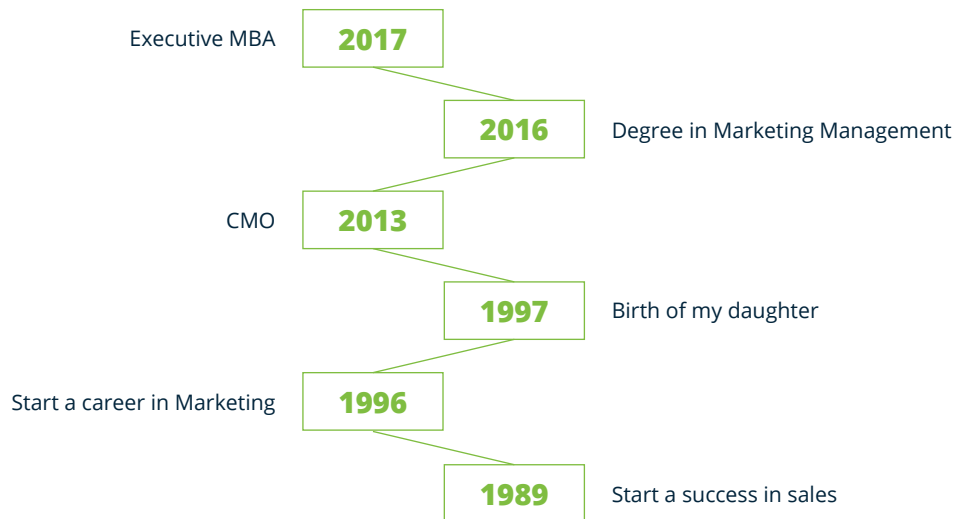 Executive MBA
2017
2016
Degree in Marketing Management
CMO
2013
1997
Birth of my daughter
Start a career in Marketing
1996
1989
Start a success in sales